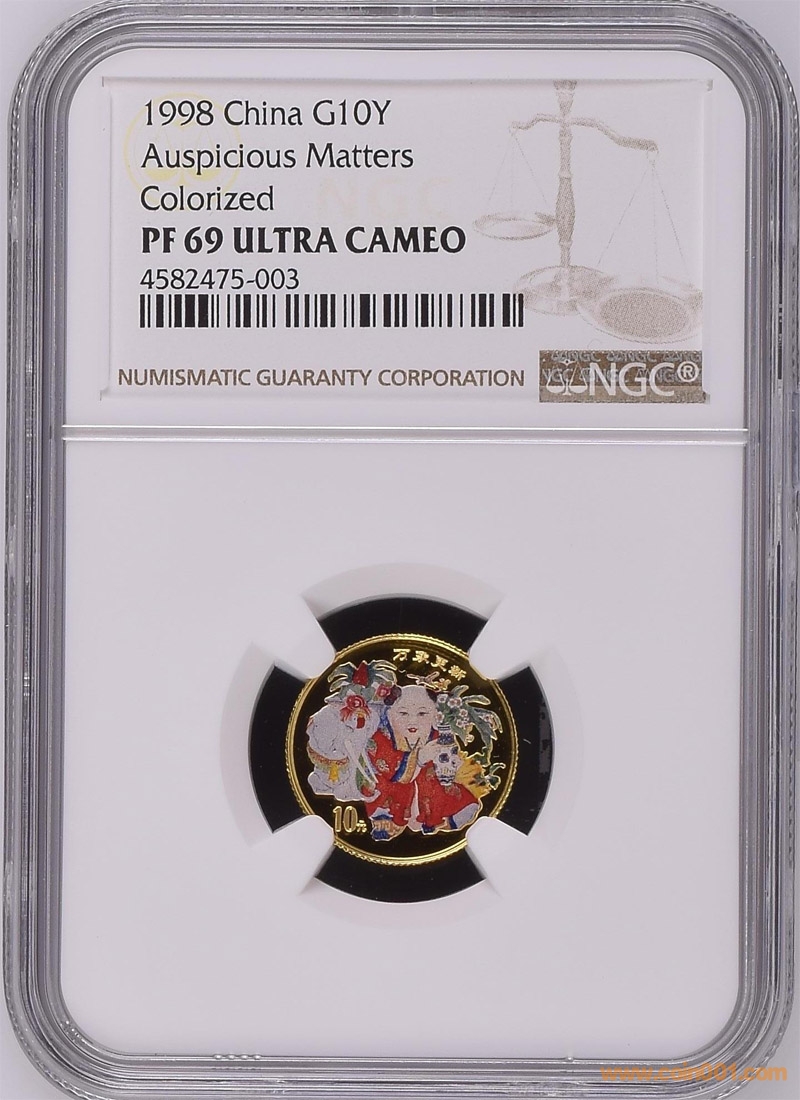 1998 China G10Y
Auspicious Matters
Colorized
PF 69 ULTRA CAMEO
4582475-003
NUMISMATIC GUARANTY CORPORATION
NGC®
万象更新
10元
www.coin001.com